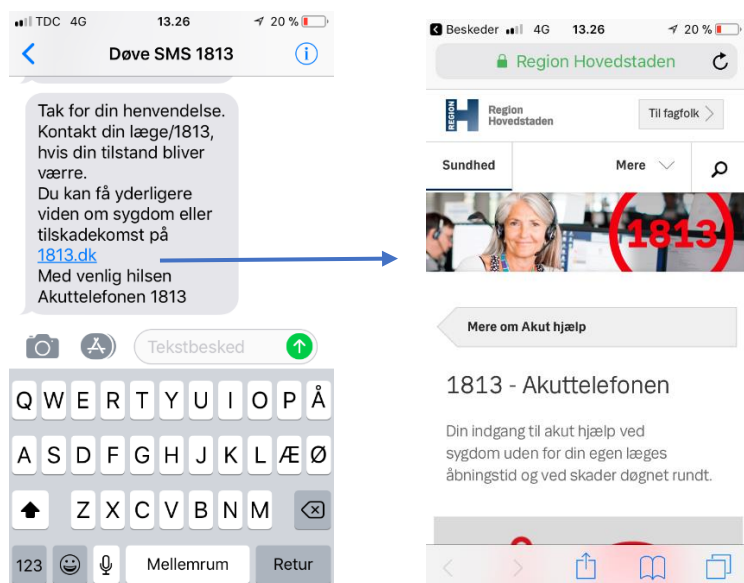 TDC 4G 13.26 20 %
Døve SMS 1813
Tak for din henvendelse.
Kontakt din læge/1813,
hvis din tilstand bliver
værre.
Du kan få yderligere
viden om sygdom eller
tilskadekomst på
1813.dk
Med venlig hilsen
Akuttelefonen 1813
Tekstbesked
Q W E R T Y U I O P Å
A S D F G H J K L Æ Ø
Z X C V B N M
123 Mellemrum Retur
Beskeder 4G 13.26 20 %
Region Hovedstaden
REGION
Region
Hovedstaden
Til fagfolk
Sundhed Mere
1813
Mere om Akut hjælp
1813 - Akuttelefonen
Din indgang til akut hjælp ved
sygdom uden for din egen læges
åbningstid og ved skader døgnet rundt.